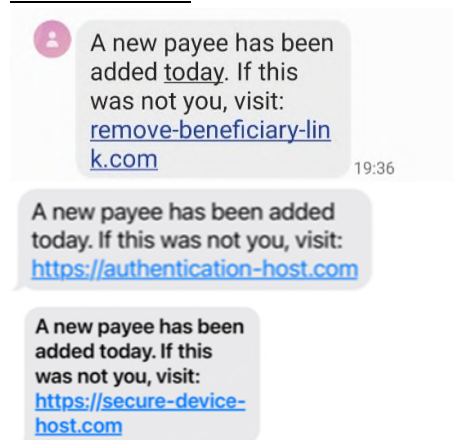 A new payee has been
added today. If this
was not you, visit:
remove-beneficiary-lin
k.com
19:36
A new payee has been added
today. If this was not you, visit:
https://authentication-host.com
A new payee has been
added today. If this
was not you, visit:
https://secure-device-
host.com